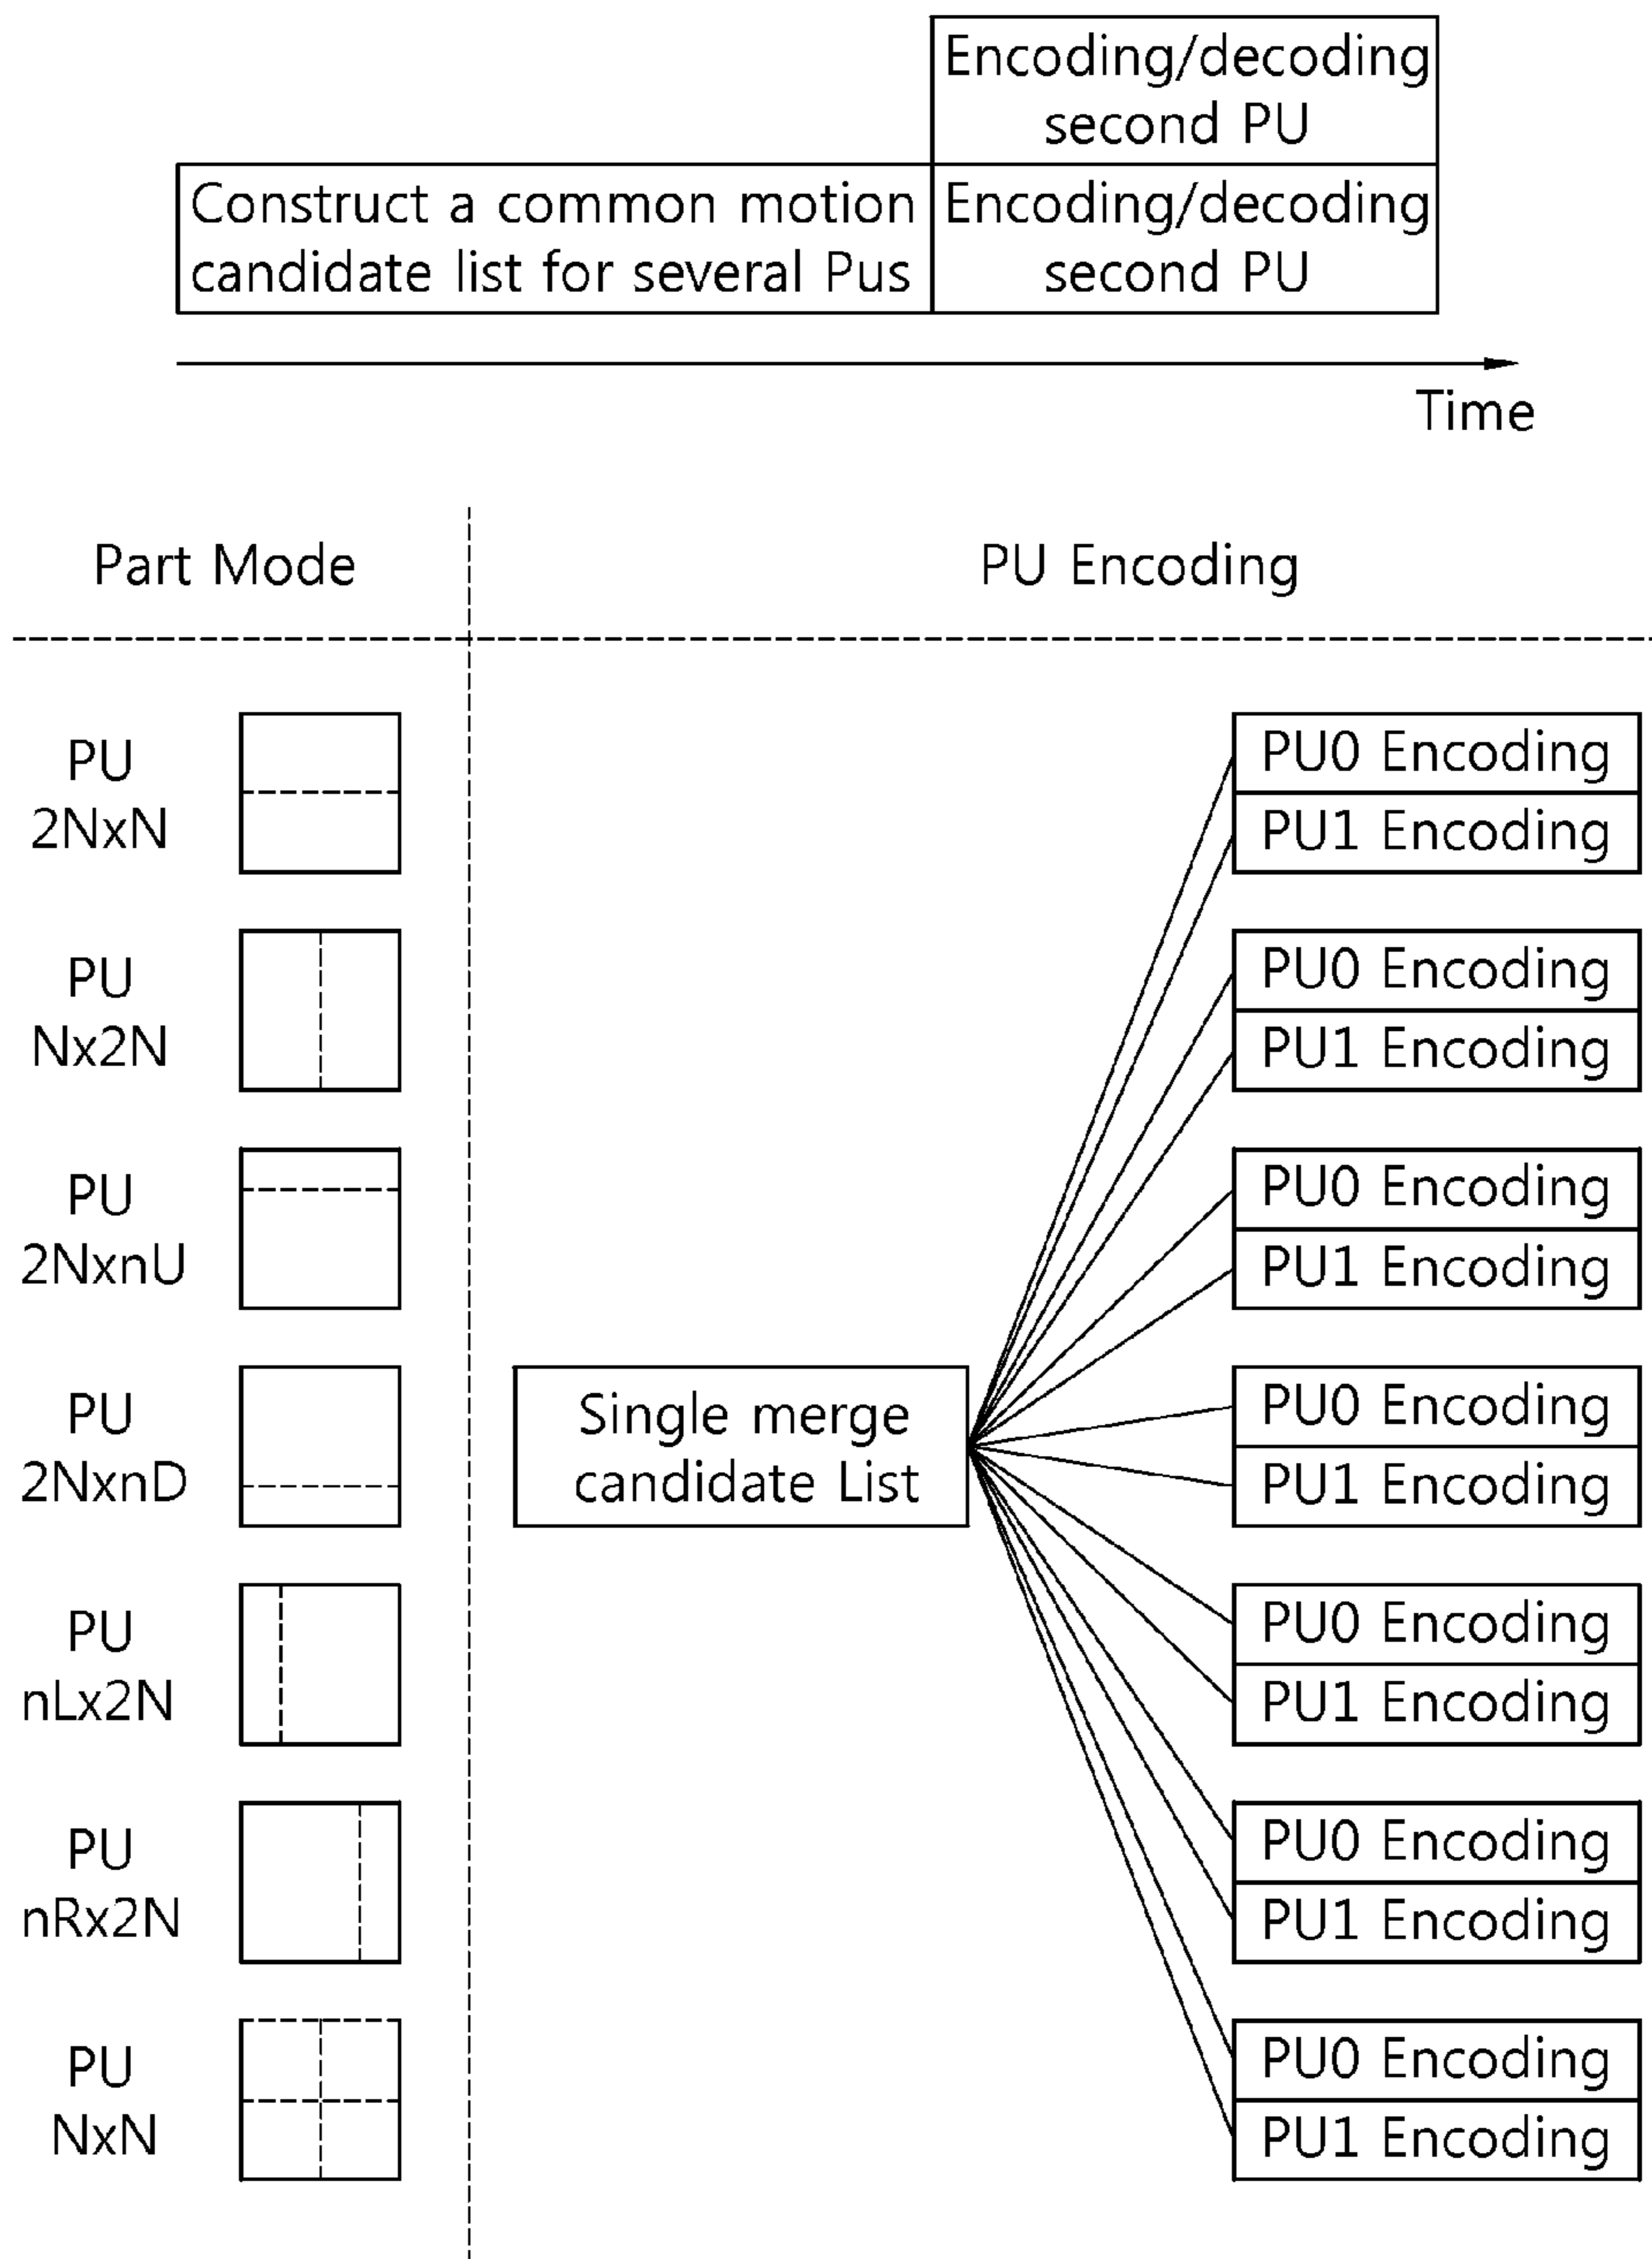 Encoding/decoding
second PU
Construct a common motion
candidate list for several Pus
Encoding/decoding
second PU
Time
Part Mode
PU Encoding
PU
2NxN
PU0 Encoding
PU1 Encoding
PU
Nx2N
PU0 Encoding
PU1 Encoding
PU
2NxnU
PU0 Encoding
PU1 Encoding
PU
2NxnD
Single merge
candidate List
PU0 Encoding
PU1 Encoding
PU
nLx2N
PU0 Encoding
PU1 Encoding
PU
nRx2N
PU0 Encoding
PU1 Encoding
PU
NxN
PU0 Encoding
PU1 Encoding